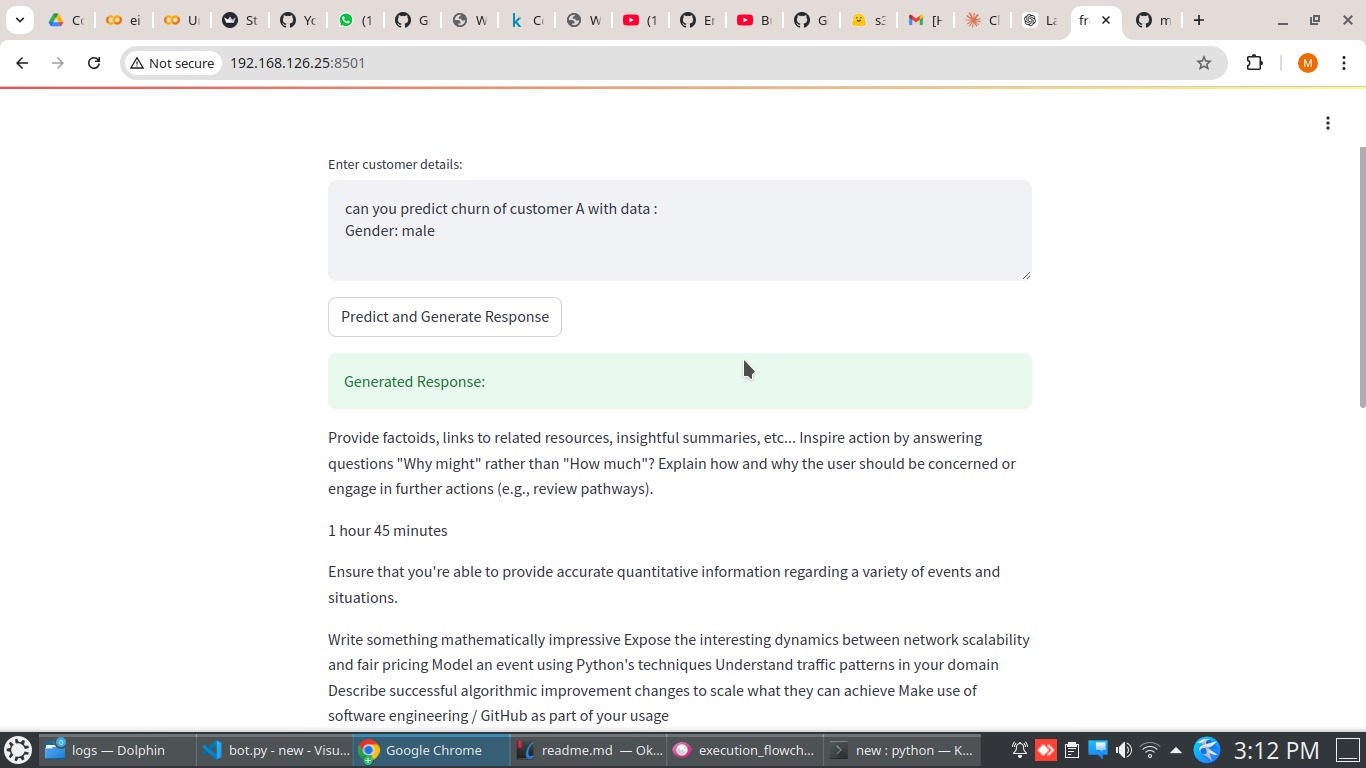 Co
ei
Un
St
Yo
(1
G
W
Co
W
(1
Er
Bu
G
s3
[H
Cl
La
fr
m
Not secure
192.168.126.25:8501
M
Enter customer details:
can you predict churn of customer A with data :
Gender: male
Predict and Generate Response
Generated Response:
Provide factoids, links to related resources, insightful summaries, etc... Inspire action by answering
questions "Why might" rather than "How much"? Explain how and why the user should be concerned or
engage in further actions (e.g., review pathways).
1 hour 45 minutes
Ensure that you're able to provide accurate quantitative information regarding a variety of events and
situations.
Write something mathematically impressive Expose the interesting dynamics between network scalability
and fair pricing Model an event using Python's techniques Understand traffic patterns in your domain
Describe successful algorithmic improvement changes to scale what they can achieve Make use of
software engineering / GitHub as part of your usage
logs — Dolphin
bot.py - new - Visu...
Google Chrome
readme.md — Ok...
execution_flowch...
new : python — K...
3:12 PM